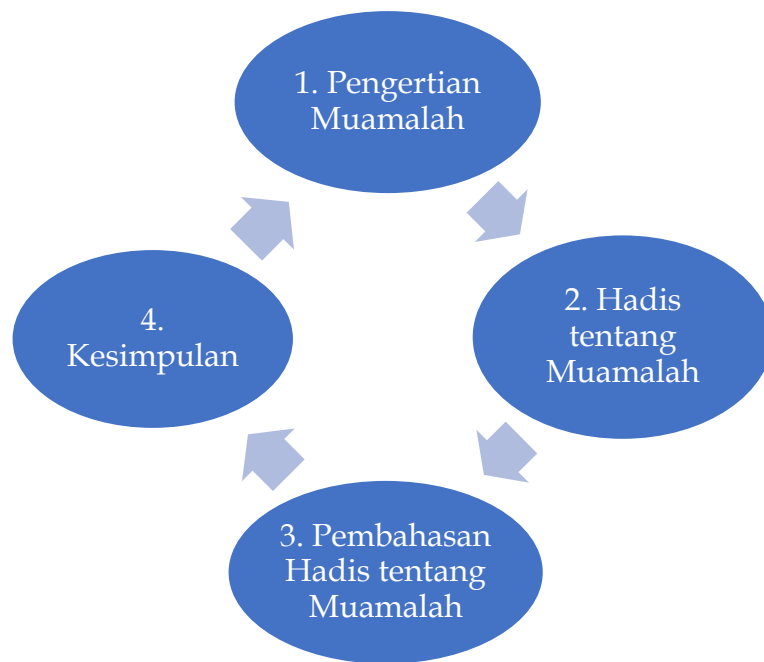 1. Pengertian
Muamalah
2. Hadis
tentang
Muamalah
3. Pembahasan
Hadis tentang
Muamalah
4.
Kesimpulan